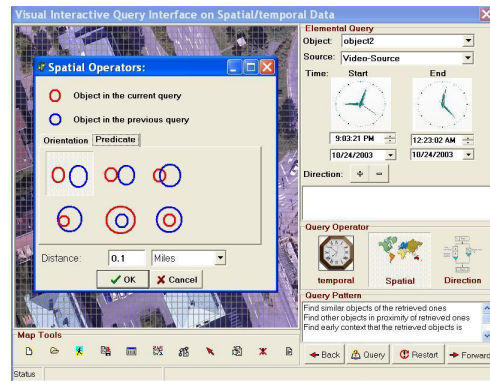 Visual Interactive Query Interface on Spatial/temporal Data
Spatial Operators:
Object in the current query
Object in the previous query
Orientation Predicate
Distance: 0.1 Miles
OK Cancel
Map Tools
Status
Elemental Query
Object: object2
Source: Video-Source
Time: Start End
9:03:21 PM 12:23:02 AM
10/24/2003 10/24/2003
Direction: + -
Query Operator
temporal Spatial Direction
Query Pattern
Find similar objects of the retrieved ones
Find other objects in proximity of retrieved ones
Find early context that the retrieved objects is
Back Query Restart Forward